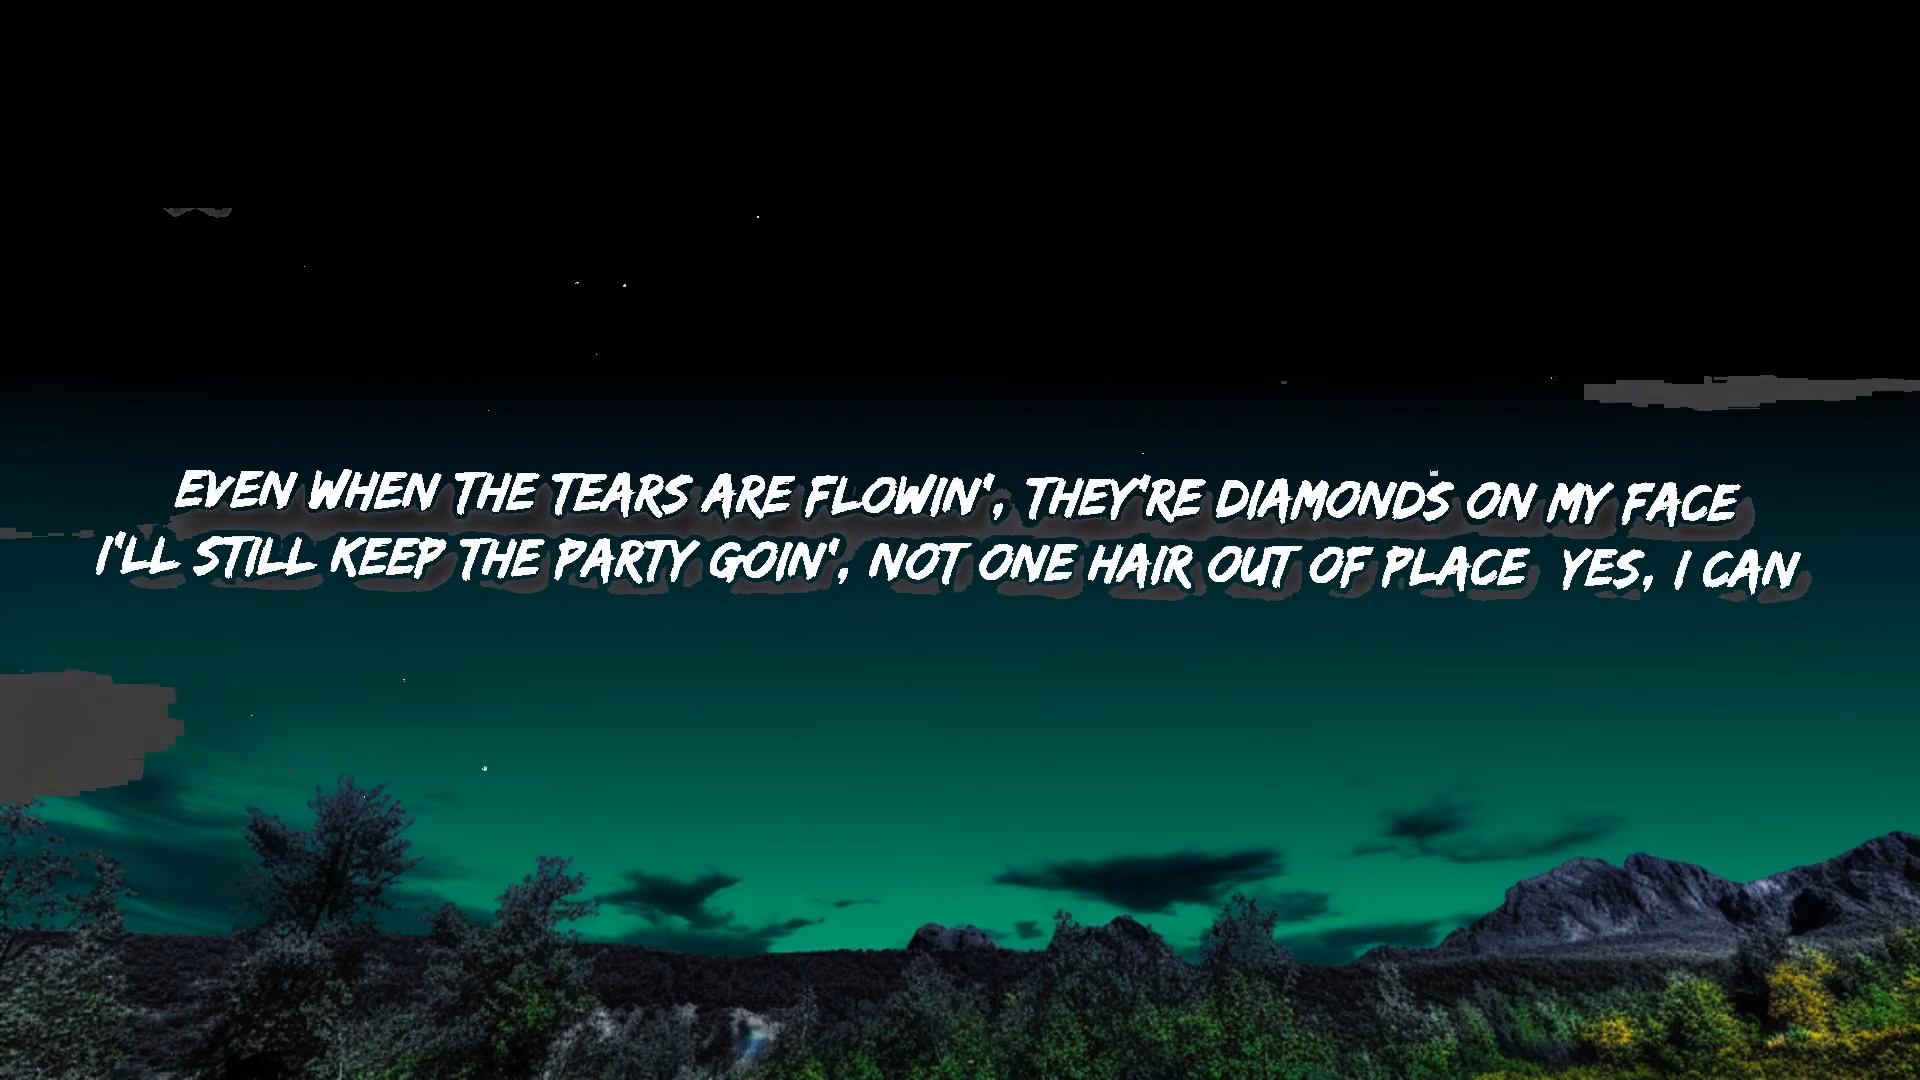 EVEN WHEN THE TEARS ARE FLOWIN', THEY'RE DIAMONDS ON MY FACE
I'LL STILL KEEP THE PARTY GOIN', NOT ONE HAIR OUT OF PLACE  YES, I CAN